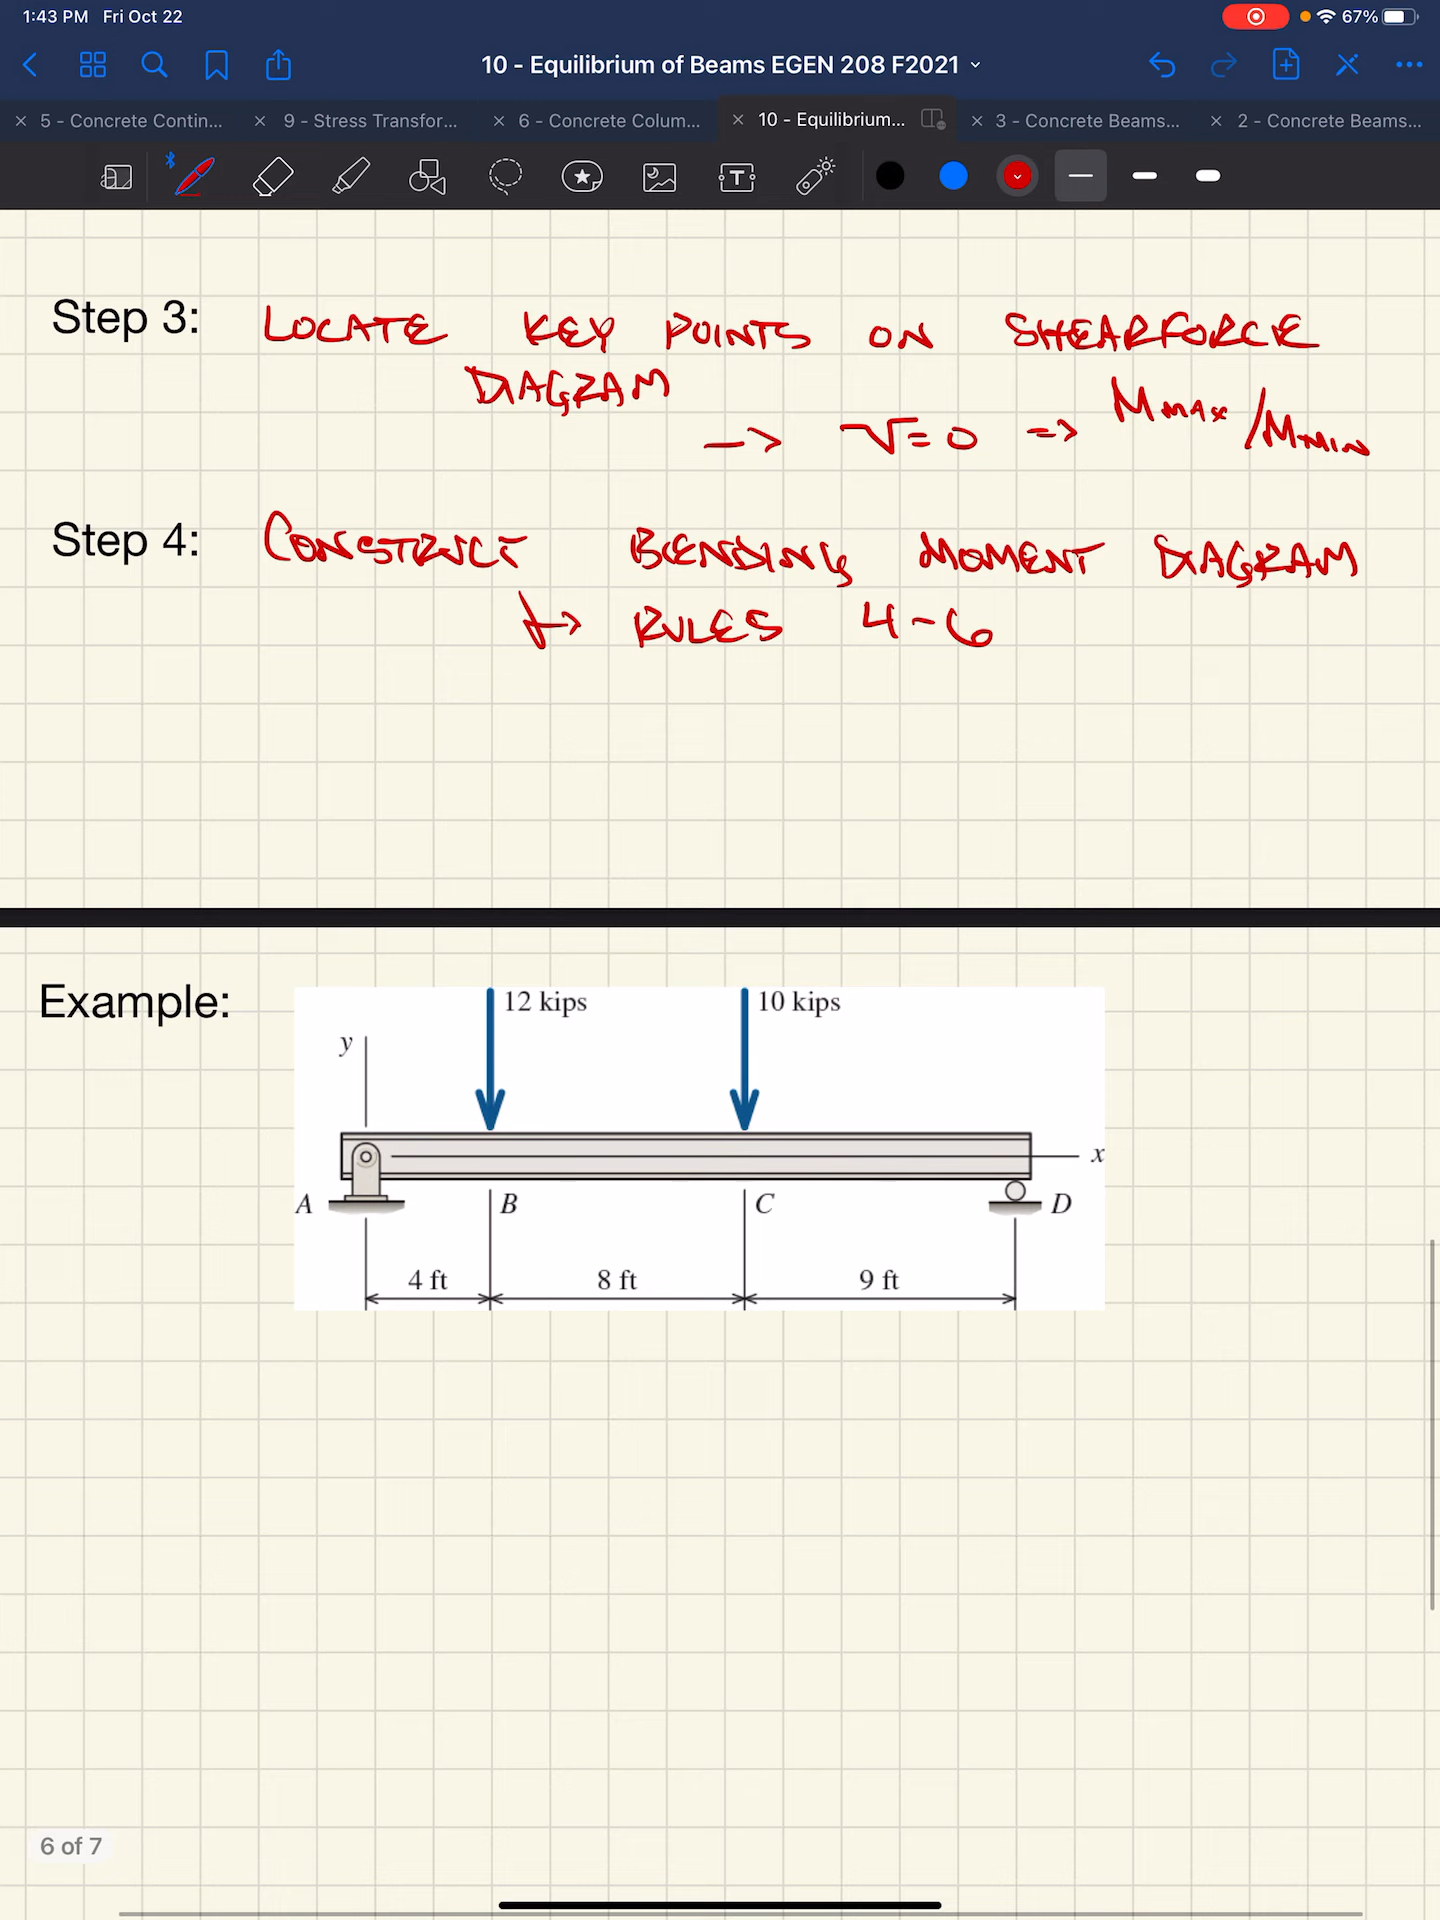 1:43 PM Fri Oct 22 67%
10 - Equilibrium of Beams EGEN 208 F2021
5 - Concrete Contin... 9 - Stress Transfor... 6 - Concrete Colum... 10 - Equilibrium... 3 - Concrete Beams... 2 - Concrete Beams...
Step 3: LOCATE KEY POINTS ON SHEARFORCE
DIAGRAM
-> V=0 => MMAX/MMIN
Step 4: CONSTRUCT BENDING MOMENT DIAGRAM
↳ RULES 4-6
Example:
12 kips 10 kips
y
x
A B C D
4 ft 8 ft 9 ft
6 of 7